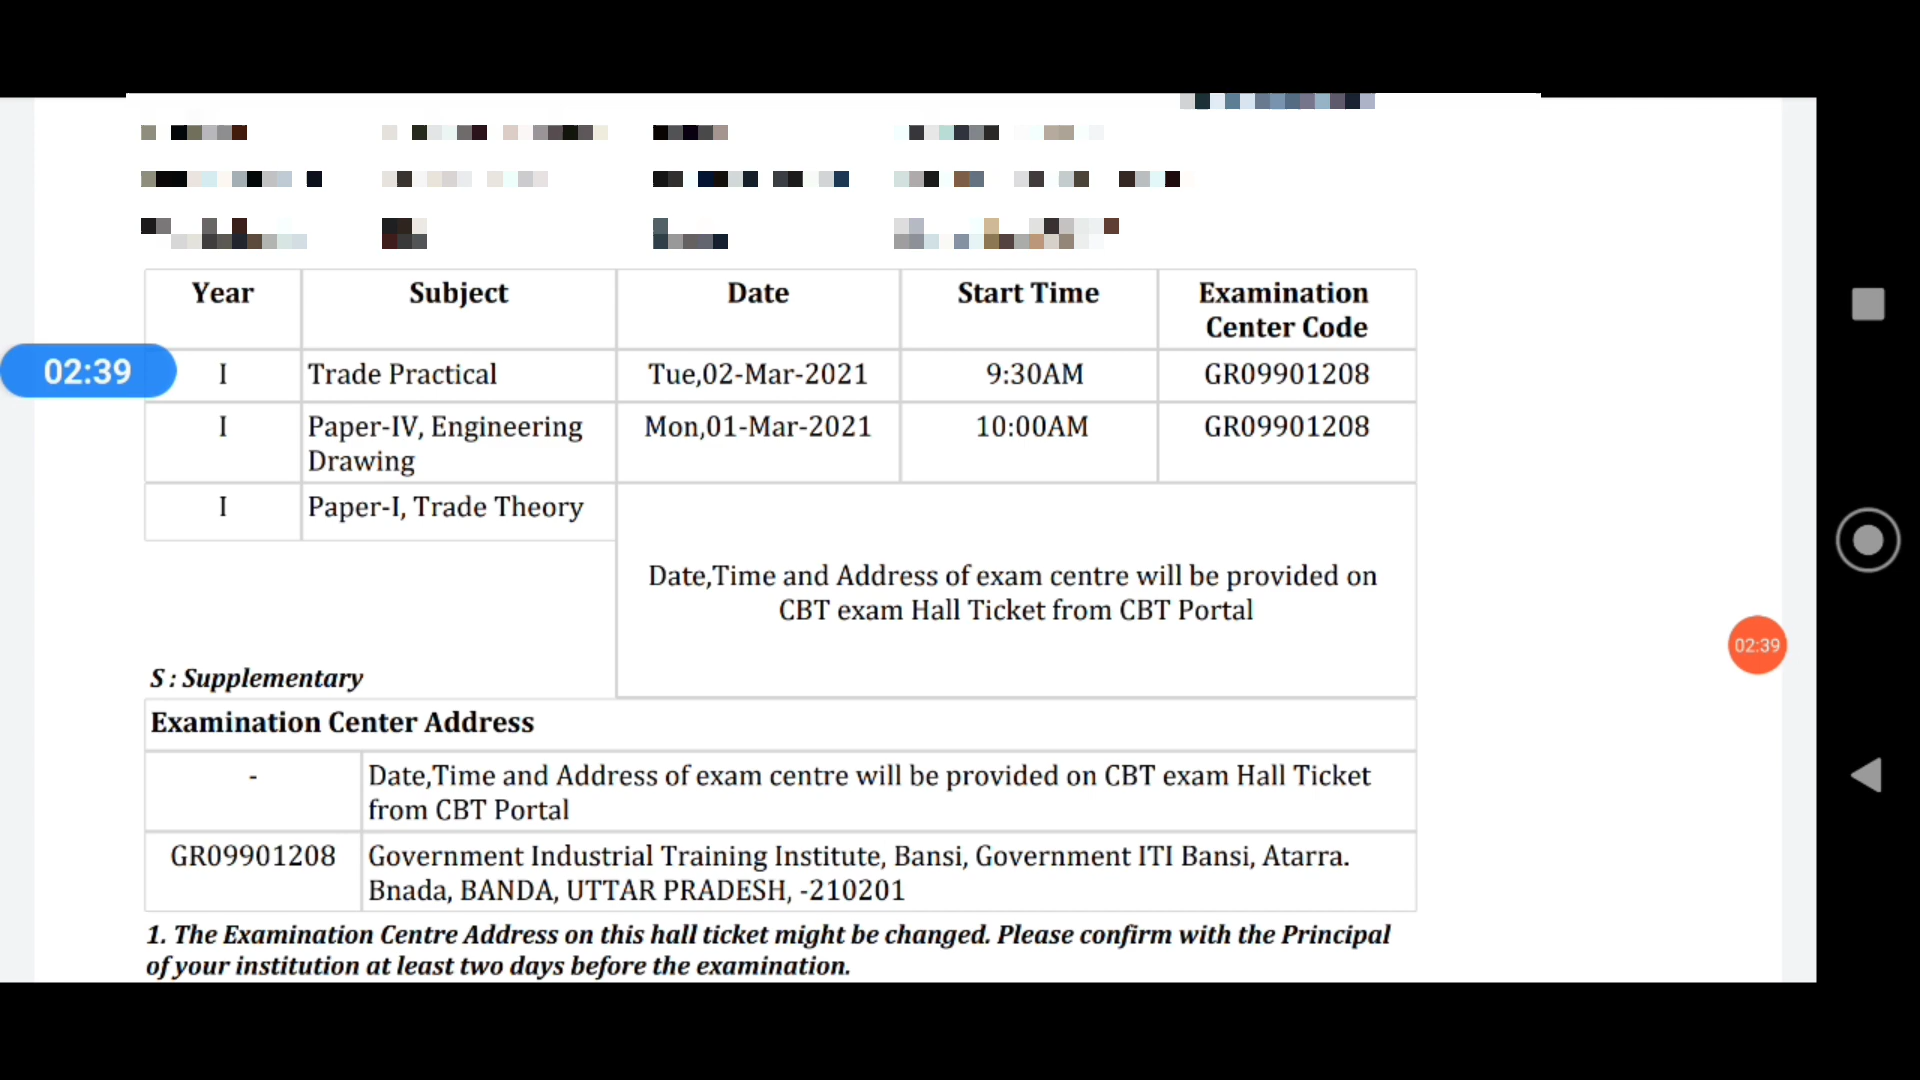 Year Subject Date Start Time Examination
Center Code
02:39
I Trade Practical Tue,02-Mar-2021 9:30AM GR09901208
I Paper-IV, Engineering Mon,01-Mar-2021 10:00AM GR09901208
Drawing
I Paper-I, Trade Theory
Date,Time and Address of exam centre will be provided on
CBT exam Hall Ticket from CBT Portal
02:39
S : Supplementary
Examination Center Address
- Date,Time and Address of exam centre will be provided on CBT exam Hall Ticket
from CBT Portal
GR09901208 Government Industrial Training Institute, Bansi, Government ITI Bansi, Atarra.
Bnada, BANDA, UTTAR PRADESH, -210201
1. The Examination Centre Address on this hall ticket might be changed. Please confirm with the Principal
of your institution at least two days before the examination.